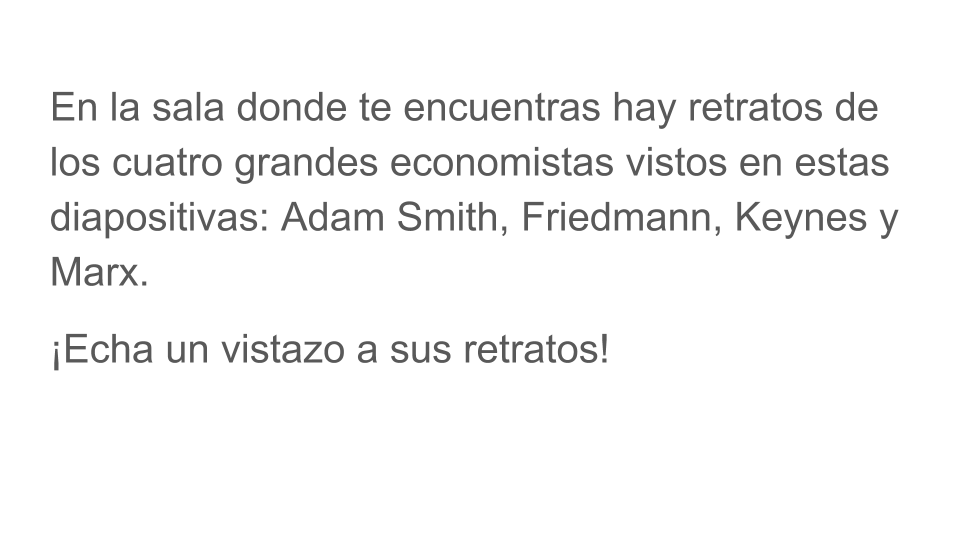 En la sala donde te encuentras hay retratos de
los cuatro grandes economistas vistos en estas
diapositivas: Adam Smith, Friedmann, Keynes y
Marx.
¡Echa un vistazo a sus retratos!